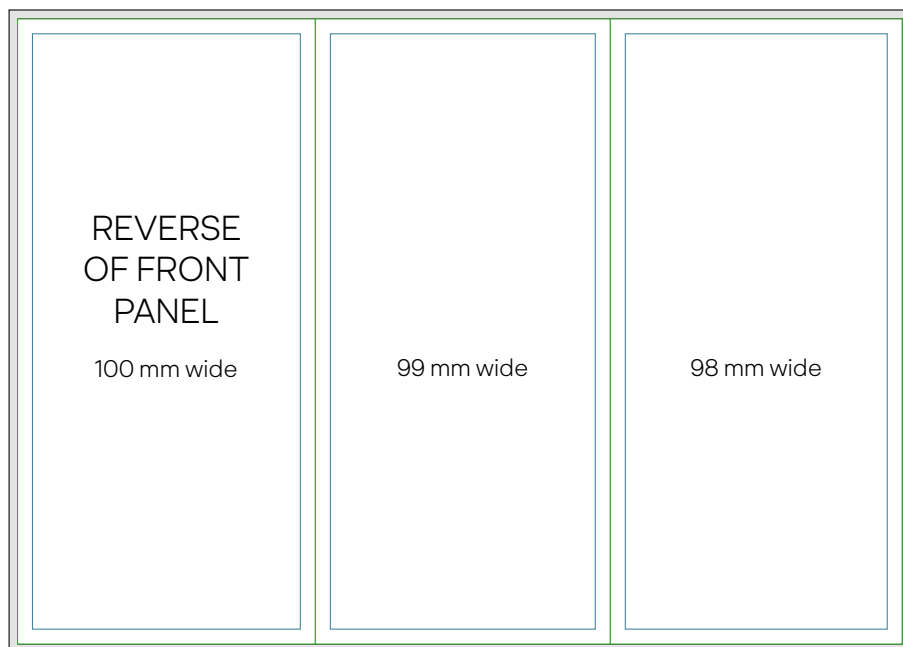 REVERSE
OF FRONT
PANEL
100 mm wide
99 mm wide
98 mm wide